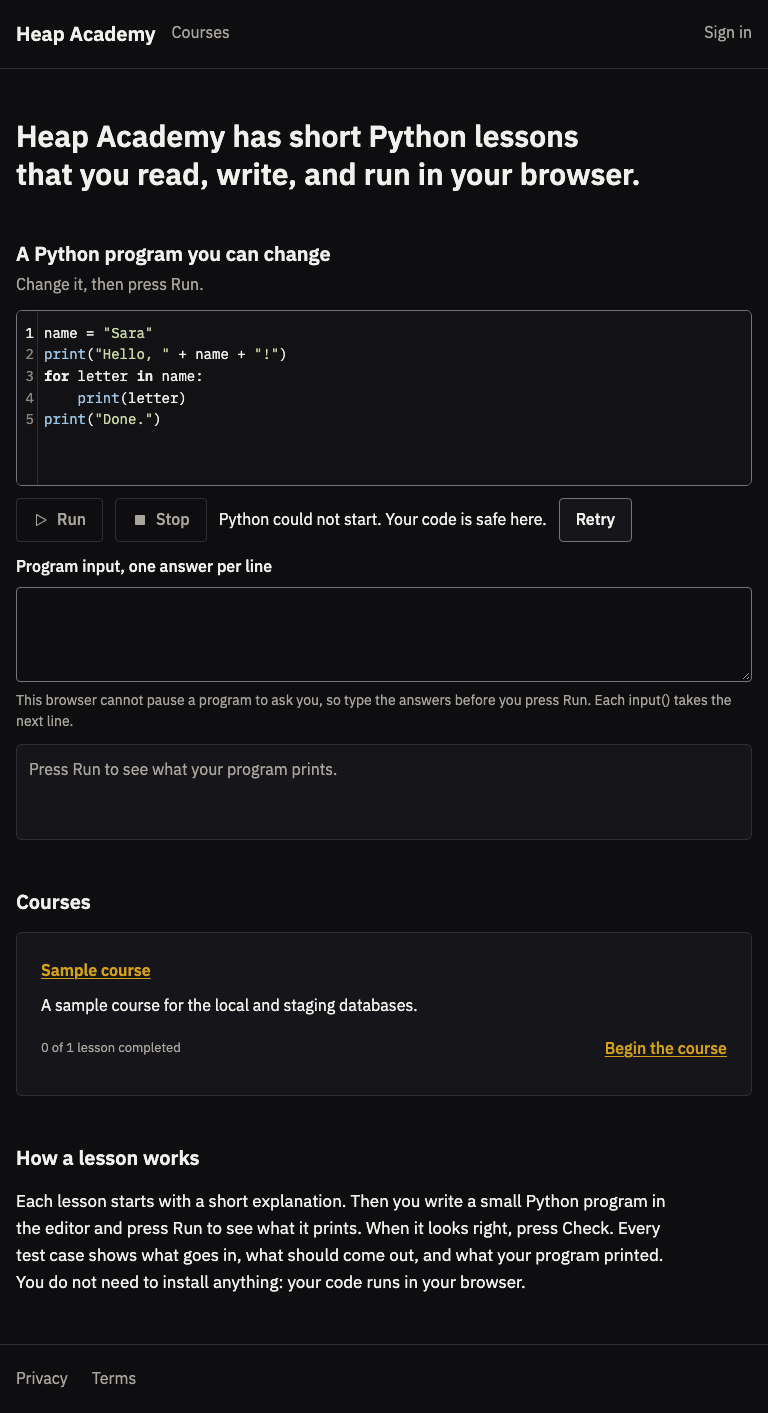 Heap Academy Courses Sign in
Heap Academy has short Python lessons
that you read, write, and run in your browser.
A Python program you can change
Change it, then press Run.
1 name = "Sara"
2 print("Hello, " + name + "!")
3 for letter in name:
4     print(letter)
5 print("Done.")
Run Stop Python could not start. Your code is safe here. Retry
Program input, one answer per line
This browser cannot pause a program to ask you, so type the answers before you press Run. Each input() takes the
next line.
Press Run to see what your program prints.
Courses
Sample course
A sample course for the local and staging databases.
0 of 1 lesson completed Begin the course
How a lesson works
Each lesson starts with a short explanation. Then you write a small Python program in
the editor and press Run to see what it prints. When it looks right, press Check. Every
test case shows what goes in, what should come out, and what your program printed.
You do not need to install anything: your code runs in your browser.
Privacy Terms